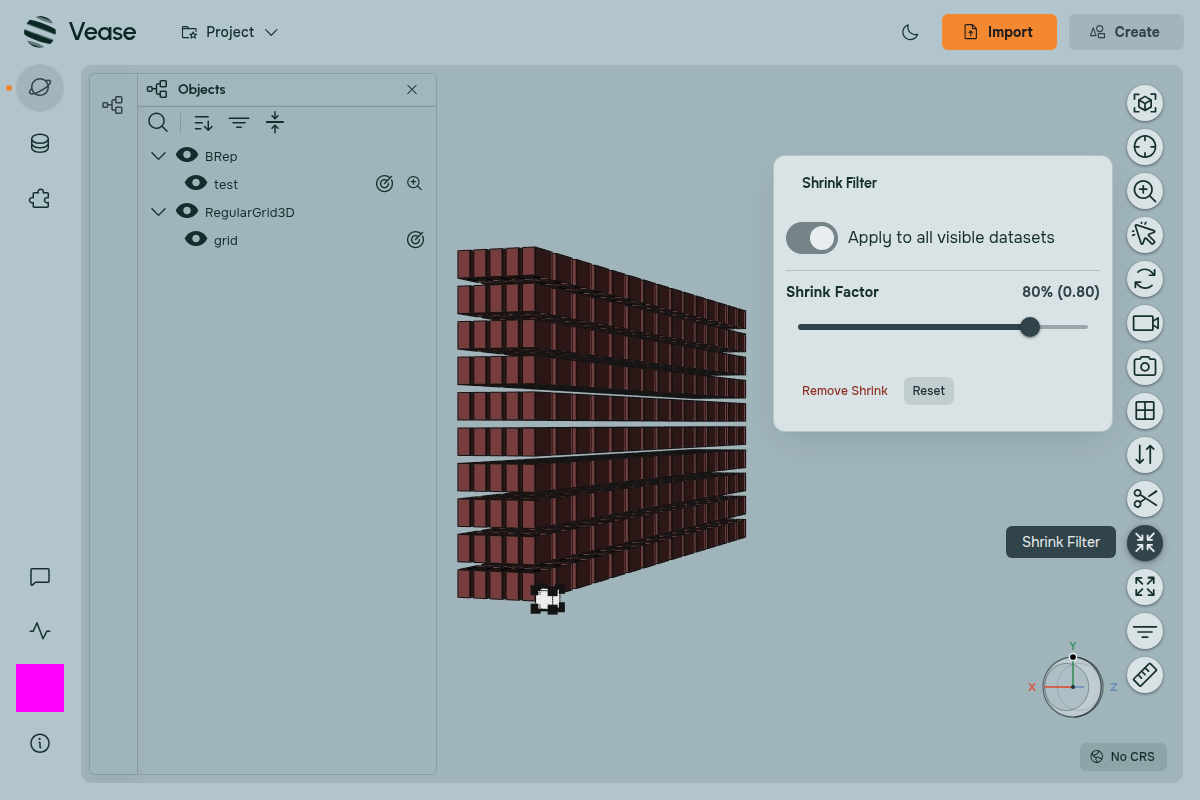 Vease
Project
Import
Create
Objects
BRep
test
RegularGrid3D
grid
Shrink Filter
Apply to all visible datasets
Shrink Factor 80% (0.80)
Remove Shrink Reset
Shrink Filter
Y
X Z
No CRS